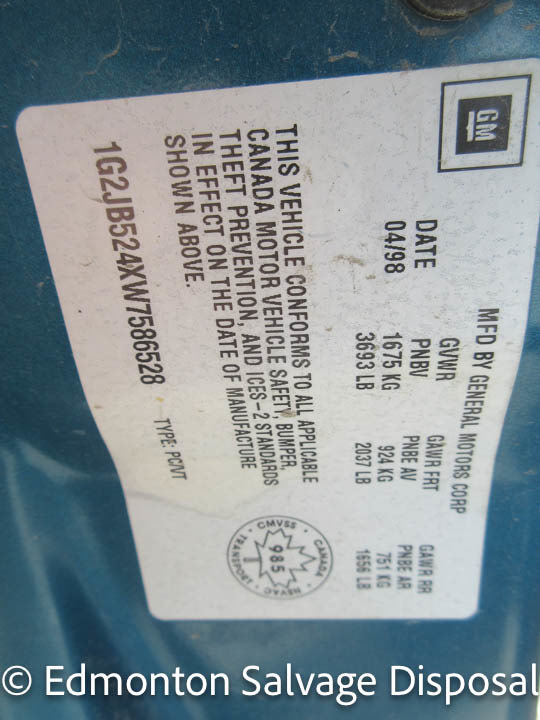 GM
MFD BY GENERAL MOTORS CORP
DATE GVWR GAWR FRT GAWR RR
PNBV PNBE AV PNBE AR
04/98 1675 KG 924 KG 751 KG
3693 LB 2037 LB 1656 LB
THIS VEHICLE CONFORMS TO ALL APPLICABLE
CANADA MOTOR VEHICLE SAFETY, BUMPER,
THEFT PREVENTION, AND ICES-2 STANDARDS
IN EFFECT ON THE DATE OF MANUFACTURE
SHOWN ABOVE.
CANADA
CMVSS
985
NSVAC
TRANSPORT
1G2JB524XW7586528 TYPE: PC/VT
© Edmonton Salvage Disposal